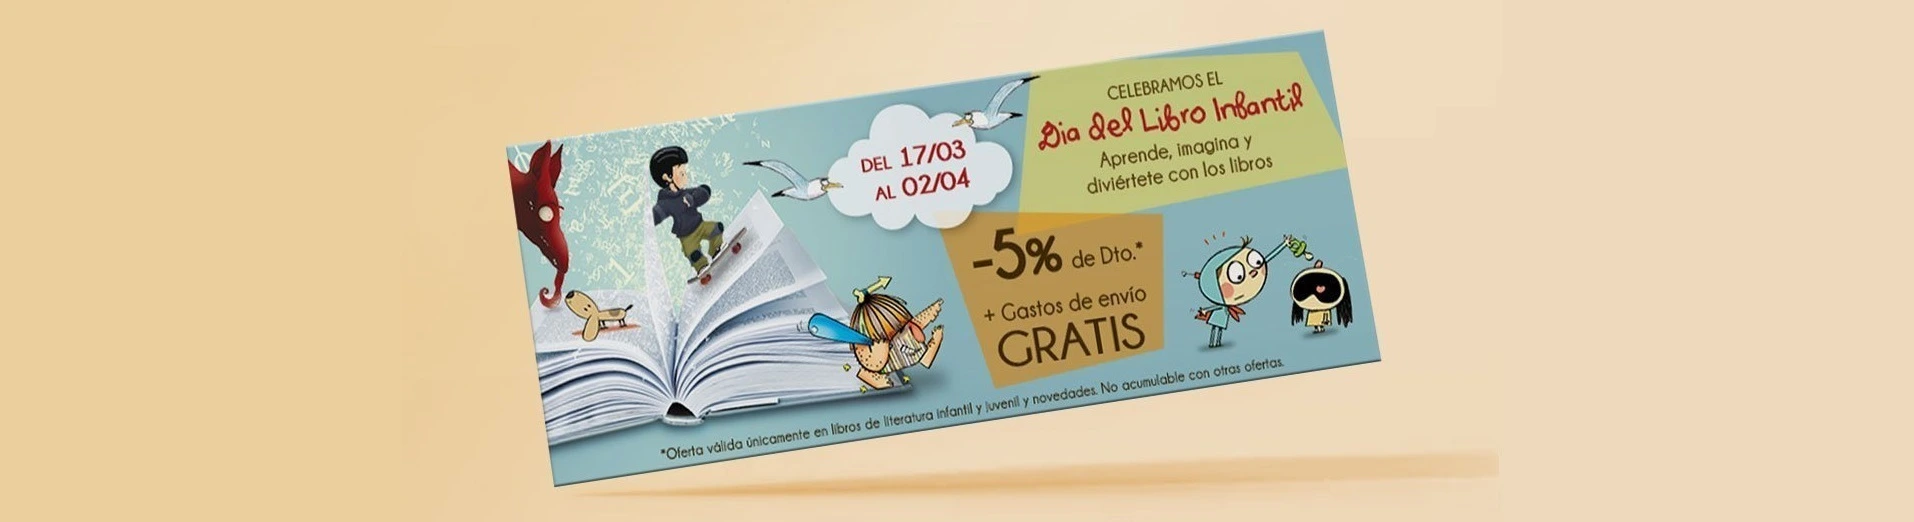 DEL 17/03
AL 02/04
CELEBRAMOS EL
Dia del Libro Infantil
Aprende, imagina y
diviértete con los libros
-5% de Dto.*
+ Gastos de envío
GRATIS
*Oferta válida únicamente en libros de literatura infantil y juvenil y novedades. No acumulable con otras ofertas.